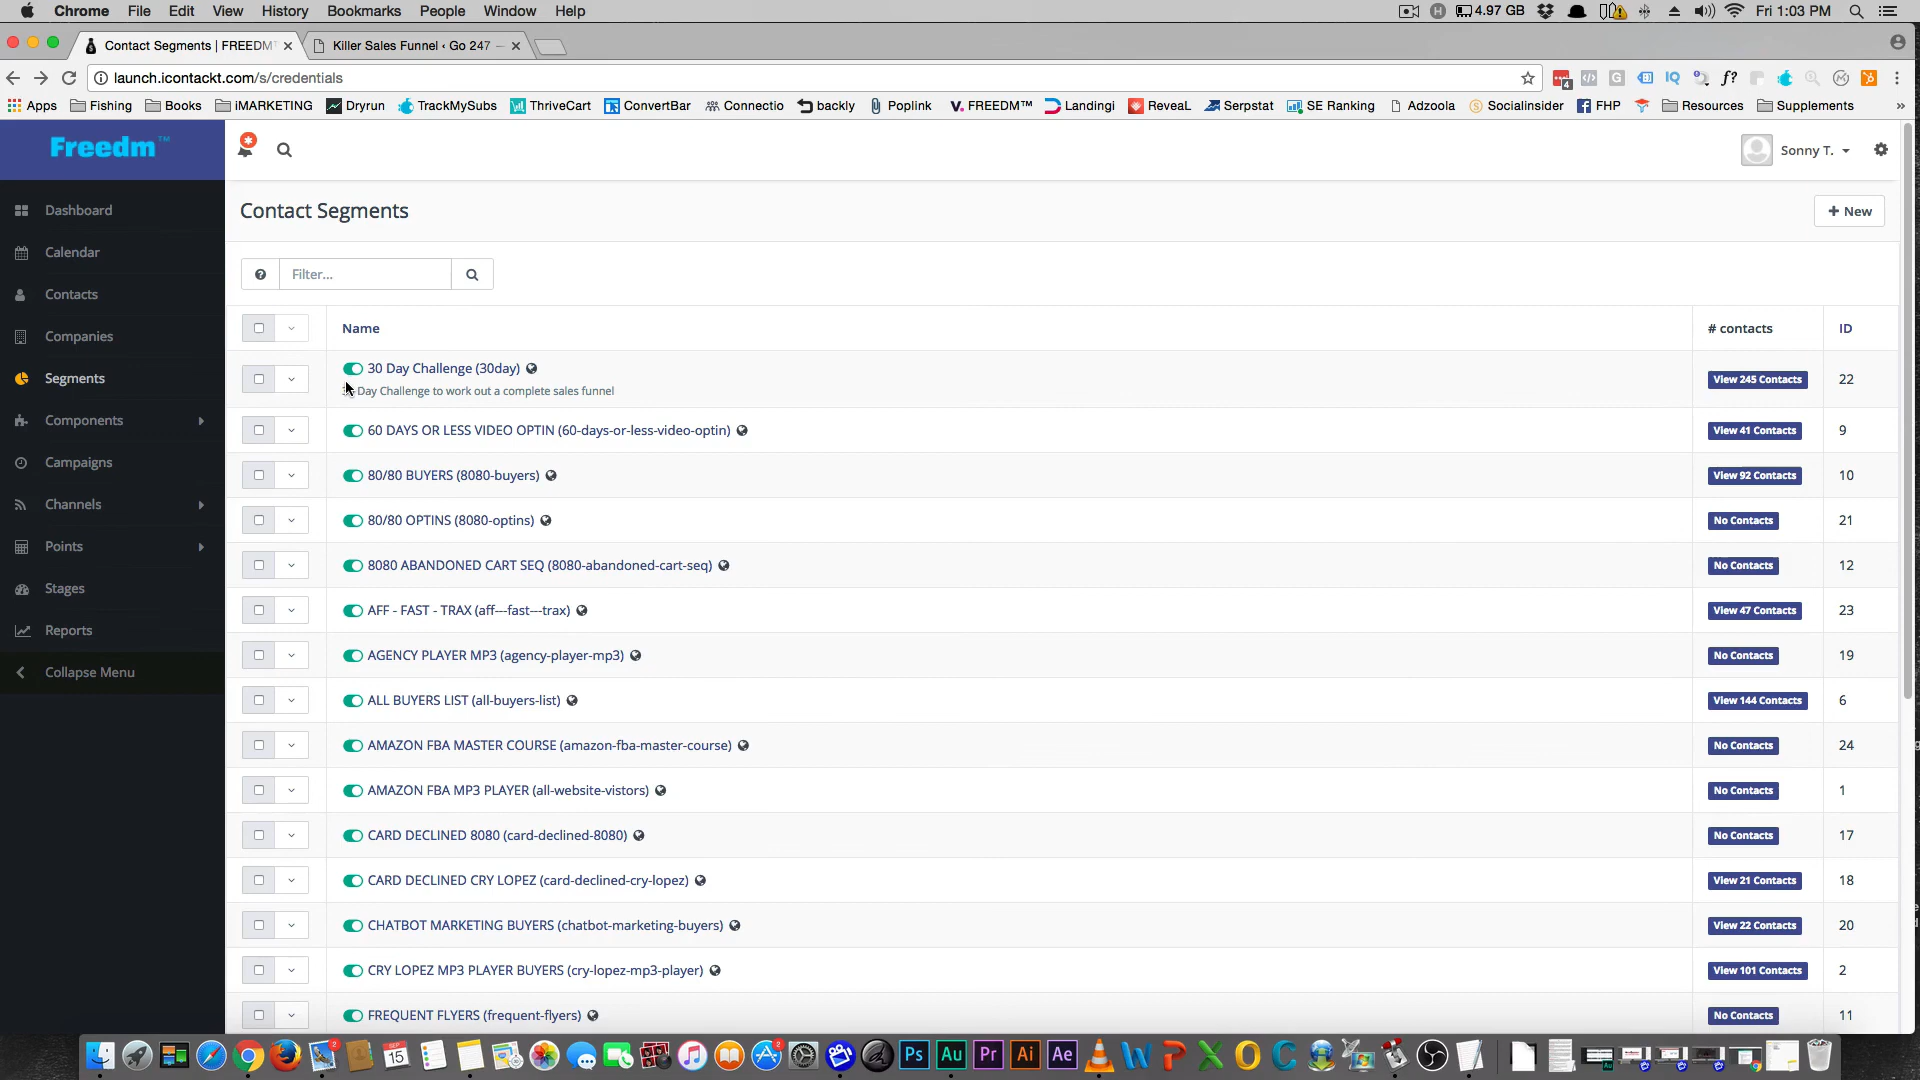 Chrome File Edit View History Bookmarks People Window Help 4.97 GB Fri 1:03 PM
Contact Segments | FREEDM Killer Sales Funnel ‹ Go 247 —
launch.icontackt.com/s/credentials
Apps Fishing Books iMARKETING Dryrun TrackMySubs ThriveCart ConvertBar Connectio backly Poplink V. FREEDM™ Landingi ReveaL Serpstat SE Ranking Adzoola Socialinsider FHP Resources Supplements »
Freedm™
Sonny T.
Dashboard
Calendar
Contacts
Companies
Segments
Components
Campaigns
Channels
Points
Stages
Reports
Collapse Menu
Contact Segments
+ New
Filter...
Name # contacts ID
30 Day Challenge (30day) View 245 Contacts 22
Day Challenge to work out a complete sales funnel
60 DAYS OR LESS VIDEO OPTIN (60-days-or-less-video-optin) View 41 Contacts 9
80/80 BUYERS (8080-buyers) View 92 Contacts 10
80/80 OPTINS (8080-optins) No Contacts 21
8080 ABANDONED CART SEQ (8080-abandoned-cart-seq) No Contacts 12
AFF - FAST - TRAX (aff---fast---trax) View 47 Contacts 23
AGENCY PLAYER MP3 (agency-player-mp3) No Contacts 19
ALL BUYERS LIST (all-buyers-list) View 144 Contacts 6
AMAZON FBA MASTER COURSE (amazon-fba-master-course) No Contacts 24
AMAZON FBA MP3 PLAYER (all-website-vistors) No Contacts 1
CARD DECLINED 8080 (card-declined-8080) No Contacts 17
CARD DECLINED CRY LOPEZ (card-declined-cry-lopez) View 21 Contacts 18
CHATBOT MARKETING BUYERS (chatbot-marketing-buyers) View 22 Contacts 20
CRY LOPEZ MP3 PLAYER BUYERS (cry-lopez-mp3-player) View 101 Contacts 2
FREQUENT FLYERS (frequent-flyers) No Contacts 11
SEP 15 Ps Au Pr Ai Ae